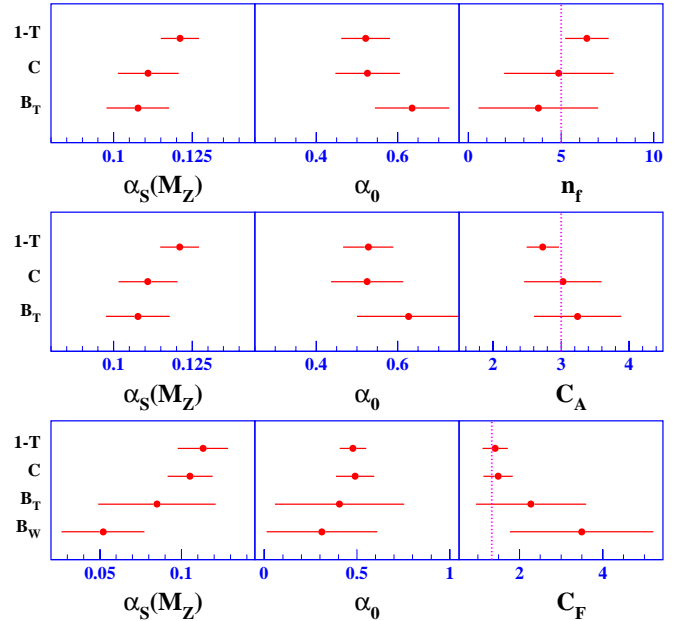 1-T
C
B_T
0.1 0.125 0.4 0.6 0 5 10
α_S(M_Z) α_0 n_f
1-T
C
B_T
0.1 0.125 0.4 0.6 2 3 4
α_S(M_Z) α_0 C_A
1-T
C
B_T
B_W
0.05 0.1 0 0.5 1 2 4
α_S(M_Z) α_0 C_F